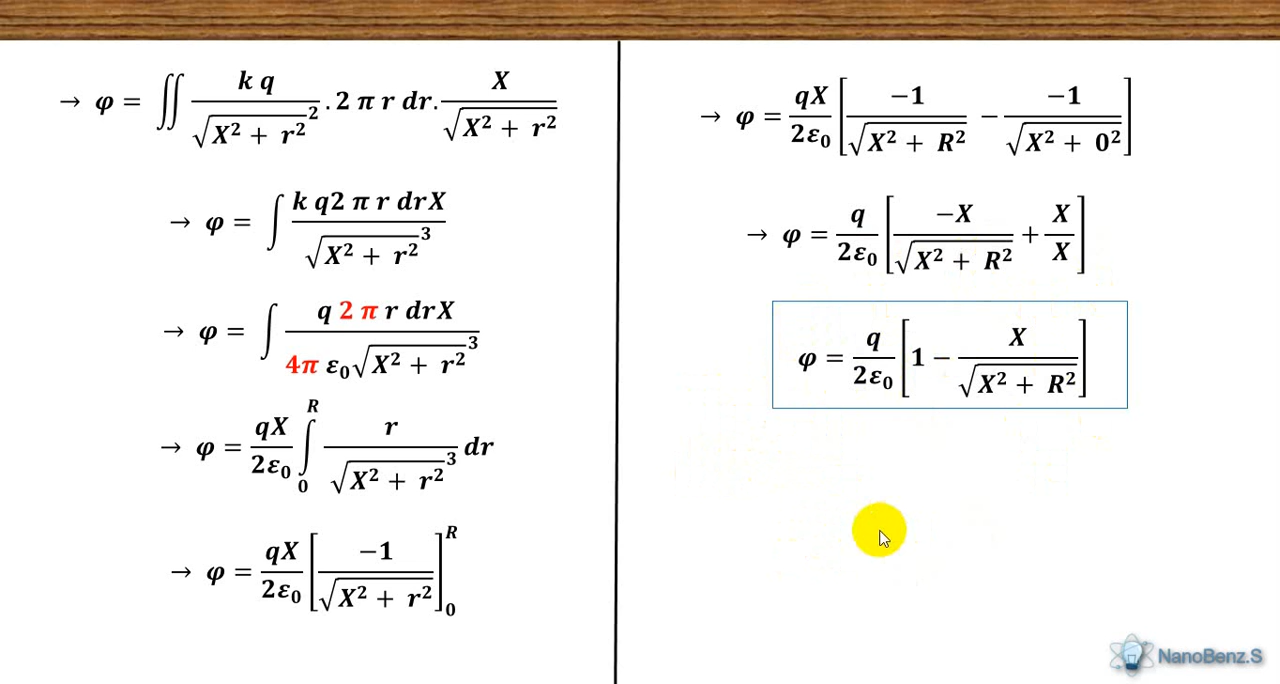 → φ = ∬ k q / √(X² + r²)² . 2 π r dr. X / √(X² + r²)
→ φ = ∫ k q2 π r drX / √(X² + r²)³
→ φ = ∫ q 2 π r drX / 4π ε₀√(X² + r²)³
→ φ = qX / 2ε₀ ∫₀ᴿ r / √(X² + r²)³ dr
→ φ = qX / 2ε₀ [−1 / √(X² + r²)]₀ᴿ
→ φ = qX / 2ε₀ [−1 / √(X² + R²) − −1 / √(X² + 0²)]
→ φ = q / 2ε₀ [−X / √(X² + R²) + X / X]
φ = q / 2ε₀ [1 − X / √(X² + R²)]
NanoBenz.S